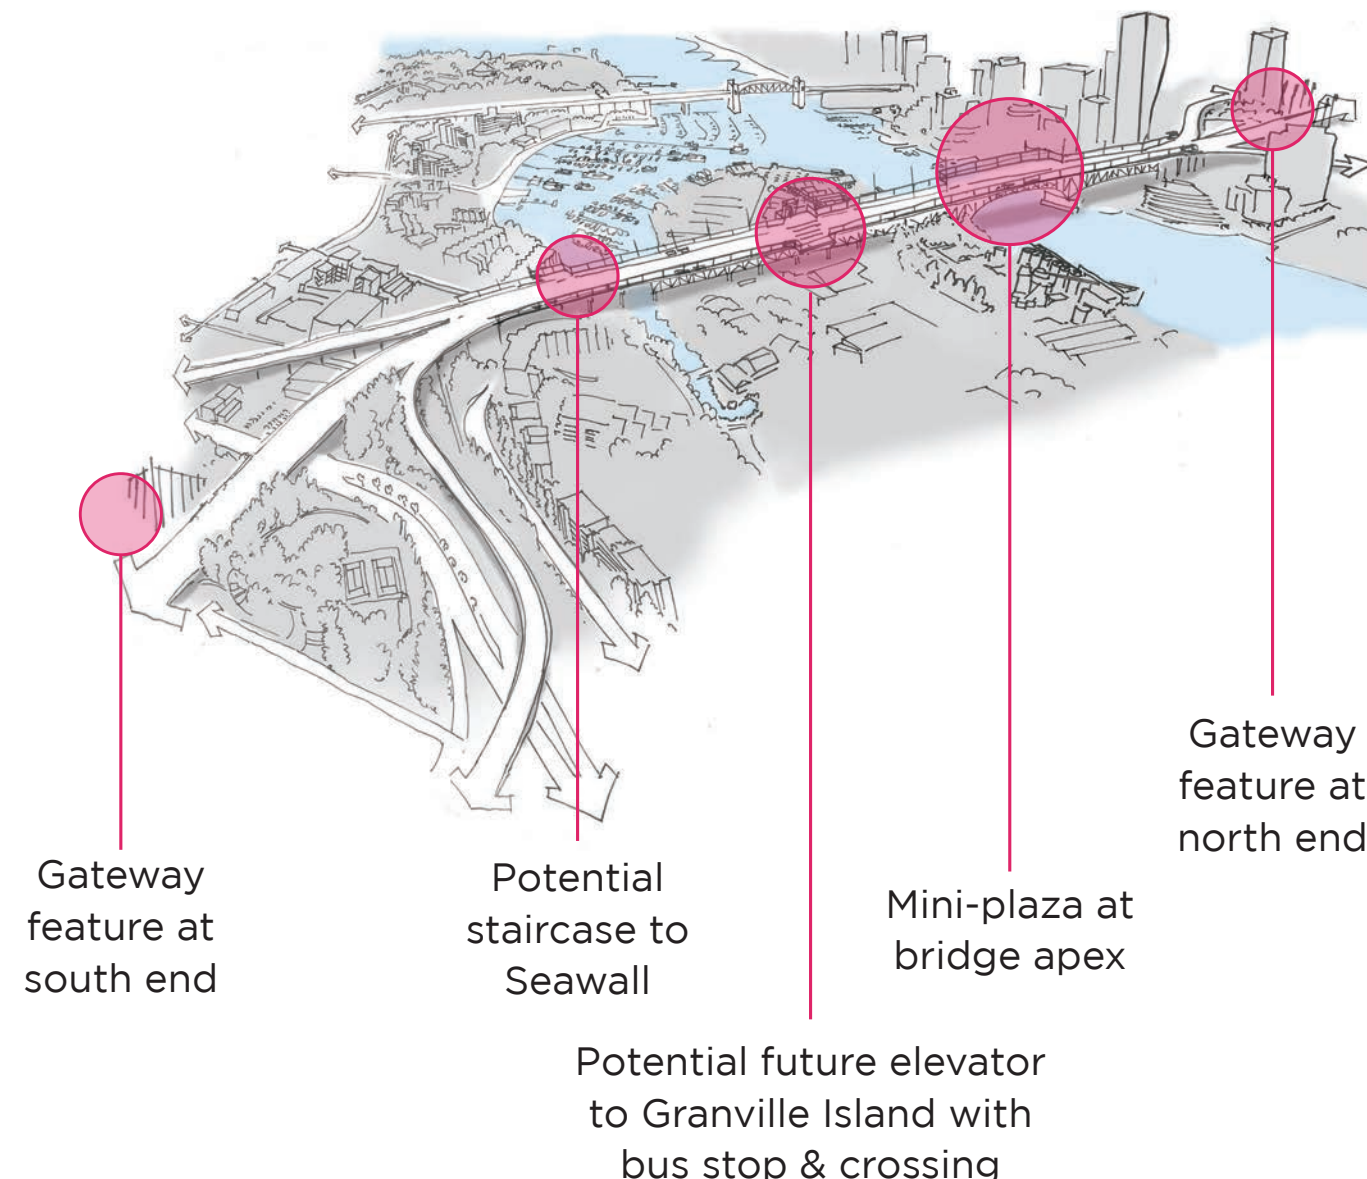 Gateway
feature at
south end
Potential
staircase to
Seawall
Potential future elevator
to Granville Island with
bus stop & crossing
Mini-plaza at
bridge apex
Gateway
feature at
north end